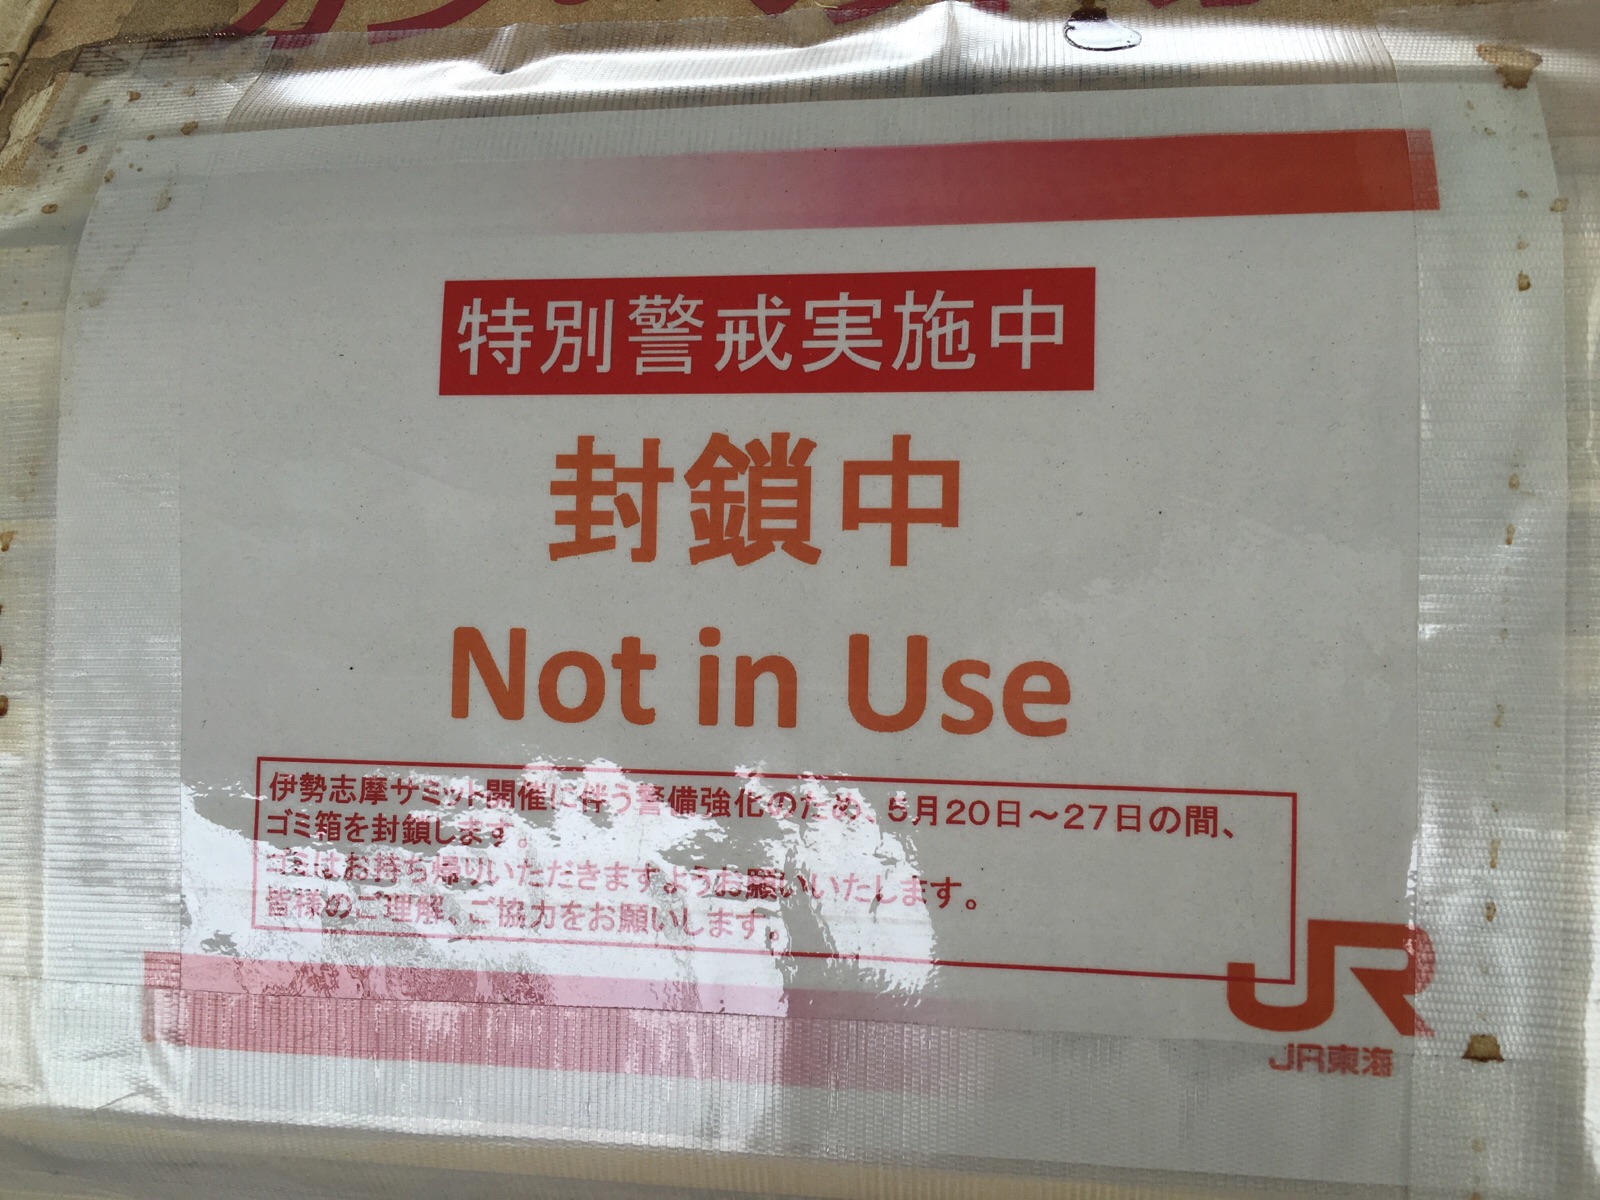 特別警戒実施中
封鎖中
Not in Use
伊勢志摩サミット開催に伴う警備強化のため、5月20日～27日の間、
ゴミ箱を封鎖します。
ゴミはお持ち帰りいただきますようお願いいたします。
皆様のご理解、ご協力をお願いします。
JR
JR東海